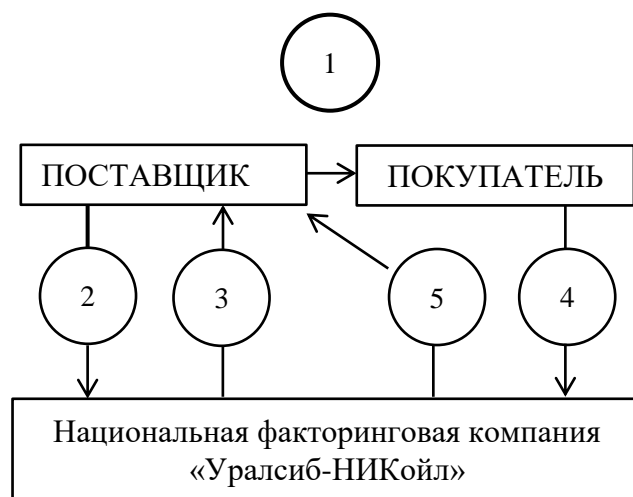 1
ПОСТАВЩИК
ПОКУПАТЕЛЬ
2
3
5
4
Национальная факторинговая компания
«Уралсиб-НИКойл»